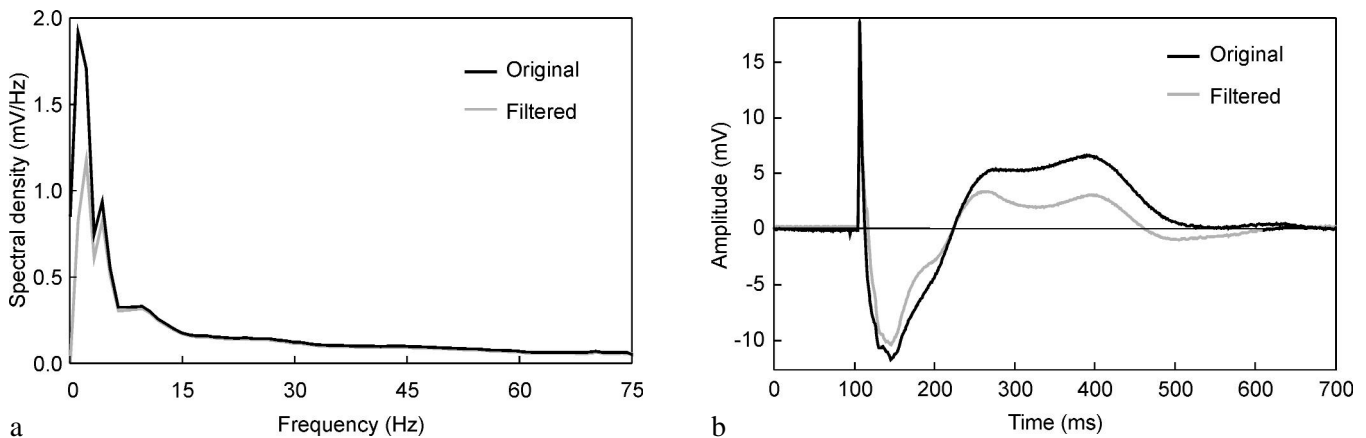 2.0
1.5
1.0
0.5
0.0
Spectral density (mV/Hz)
Original
Filtered
0
15
30
45
60
75
Frequency (Hz)
a
15
10
5
0
-5
-10
Amplitude (mV)
Original
Filtered
0
100
200
300
400
500
600
700
Time (ms)
b